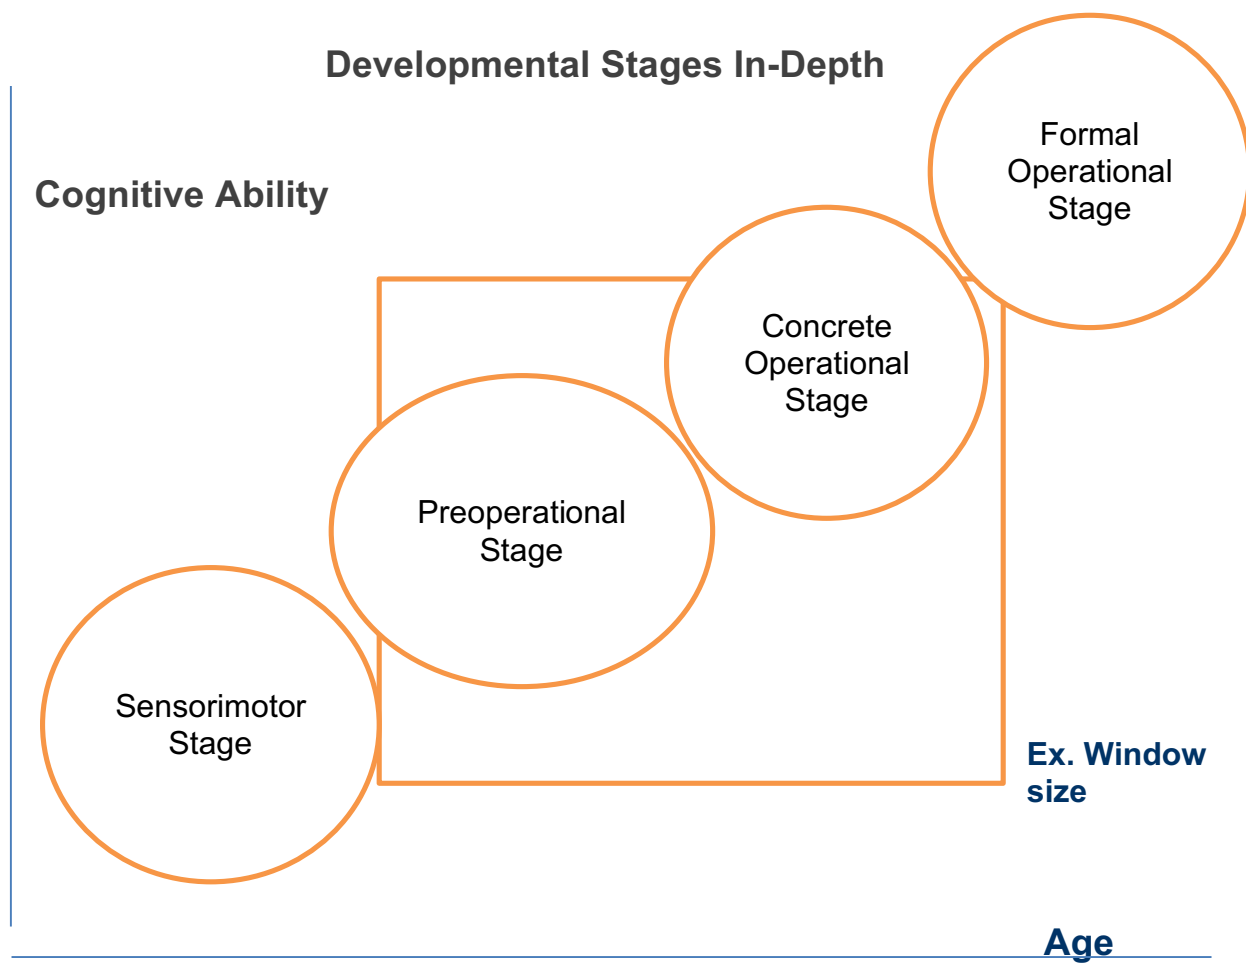 Developmental Stages In-Depth
Cognitive Ability
Formal
Operational
Stage
Concrete
Operational
Stage
Preoperational
Stage
Sensorimotor
Stage
Ex. Window
size
Age